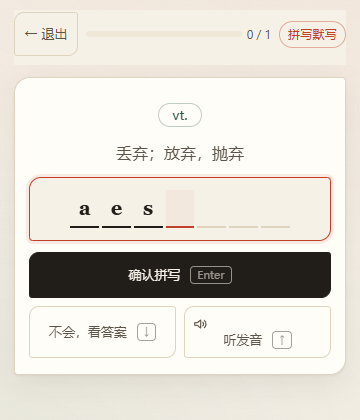 ← 退出 0 / 1 拼写默写
vt.
丢弃；放弃，抛弃
a e s
确认拼写 Enter
不会，看答案 ↓
听发音 ↑